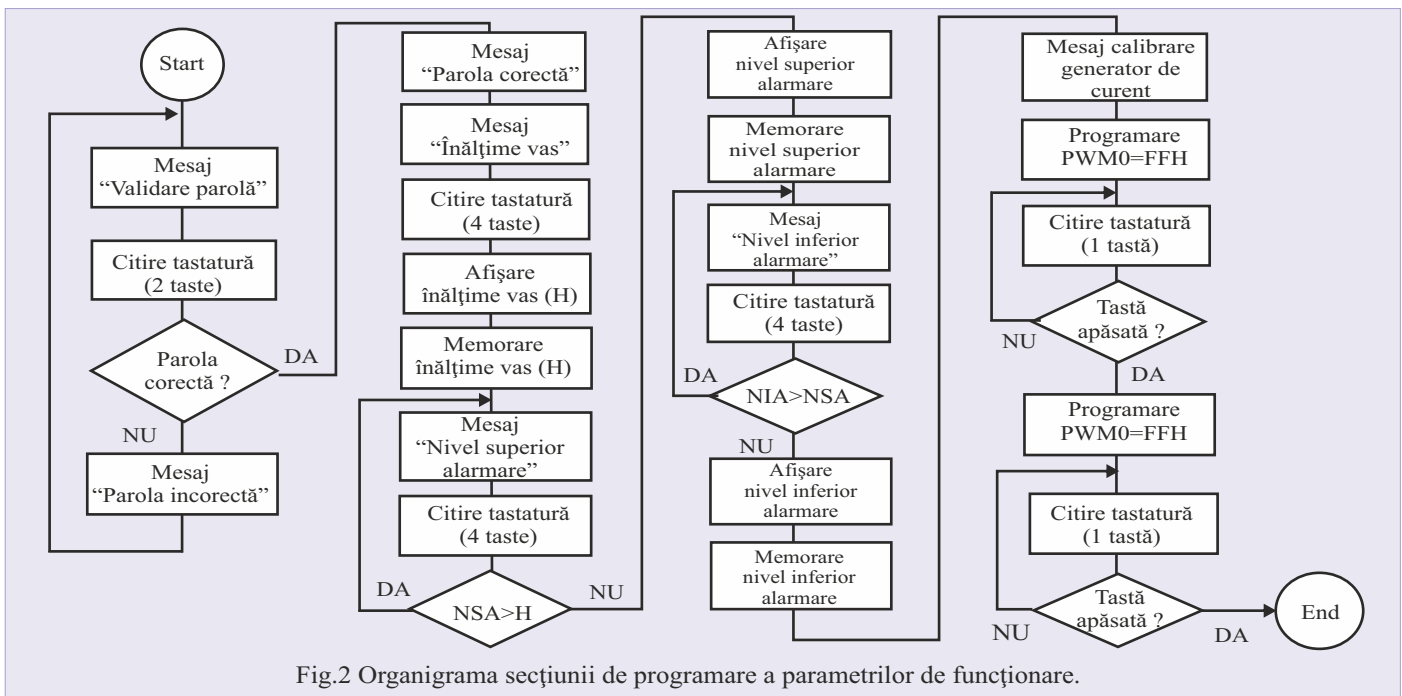 Start
Mesaj
“Validare parolă”
Citire tastatură
(2 taste)
Parola
corectă ?
DA
NU
Mesaj
“Parola incorectă”
Mesaj
“Parola corectă”
Mesaj
“Înălţime vas”
Citire tastatură
(4 taste)
Afişare
înălţime vas (H)
Memorare
înălţime vas (H)
Mesaj
“Nivel superior
alarmare”
Citire tastatură
(4 taste)
DA
NSA>H
NU
Afişare
nivel superior
alarmare
Memorare
nivel superior
alarmare
Mesaj
“Nivel inferior
alarmare”
Citire tastatură
(4 taste)
DA
NIA>NSA
NU
Afişare
nivel inferior
alarmare
Memorare
nivel inferior
alarmare
Mesaj calibrare
generator de
curent
Programare
PWM0=FFH
Citire tastatură
(1 tastă)
Tastă
apăsată ?
NU
DA
Programare
PWM0=FFH
Citire tastatură
(1 tastă)
Tastă
apăsată ?
NU
DA
End
Fig.2 Organigrama secţiunii de programare a parametrilor de funcţionare.